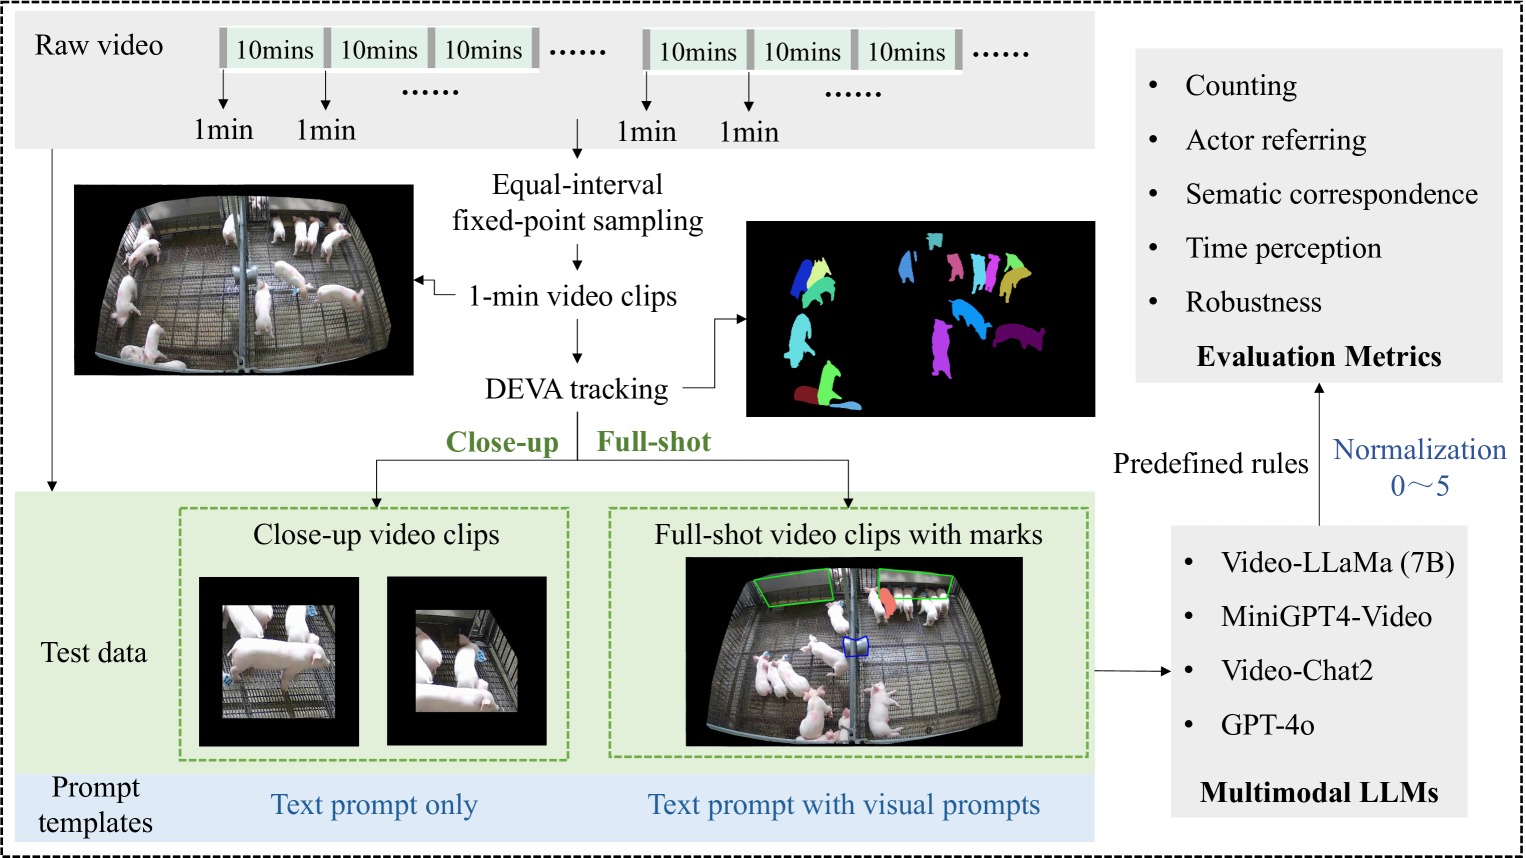 Raw video
10mins 10mins 10mins ······ 10mins 10mins 10mins ······
······ ······
1min 1min 1min 1min
Equal-interval
fixed-point sampling
1-min video clips
DEVA tracking
Close-up Full-shot
Close-up video clips
Full-shot video clips with marks
Test data
Prompt
templates
Text prompt only
Text prompt with visual prompts
• Video-LLaMa (7B)
• MiniGPT4-Video
• Video-Chat2
• GPT-4o
Multimodal LLMs
Predefined rules
Normalization
0～5
• Counting
• Actor referring
• Sematic correspondence
• Time perception
• Robustness
Evaluation Metrics